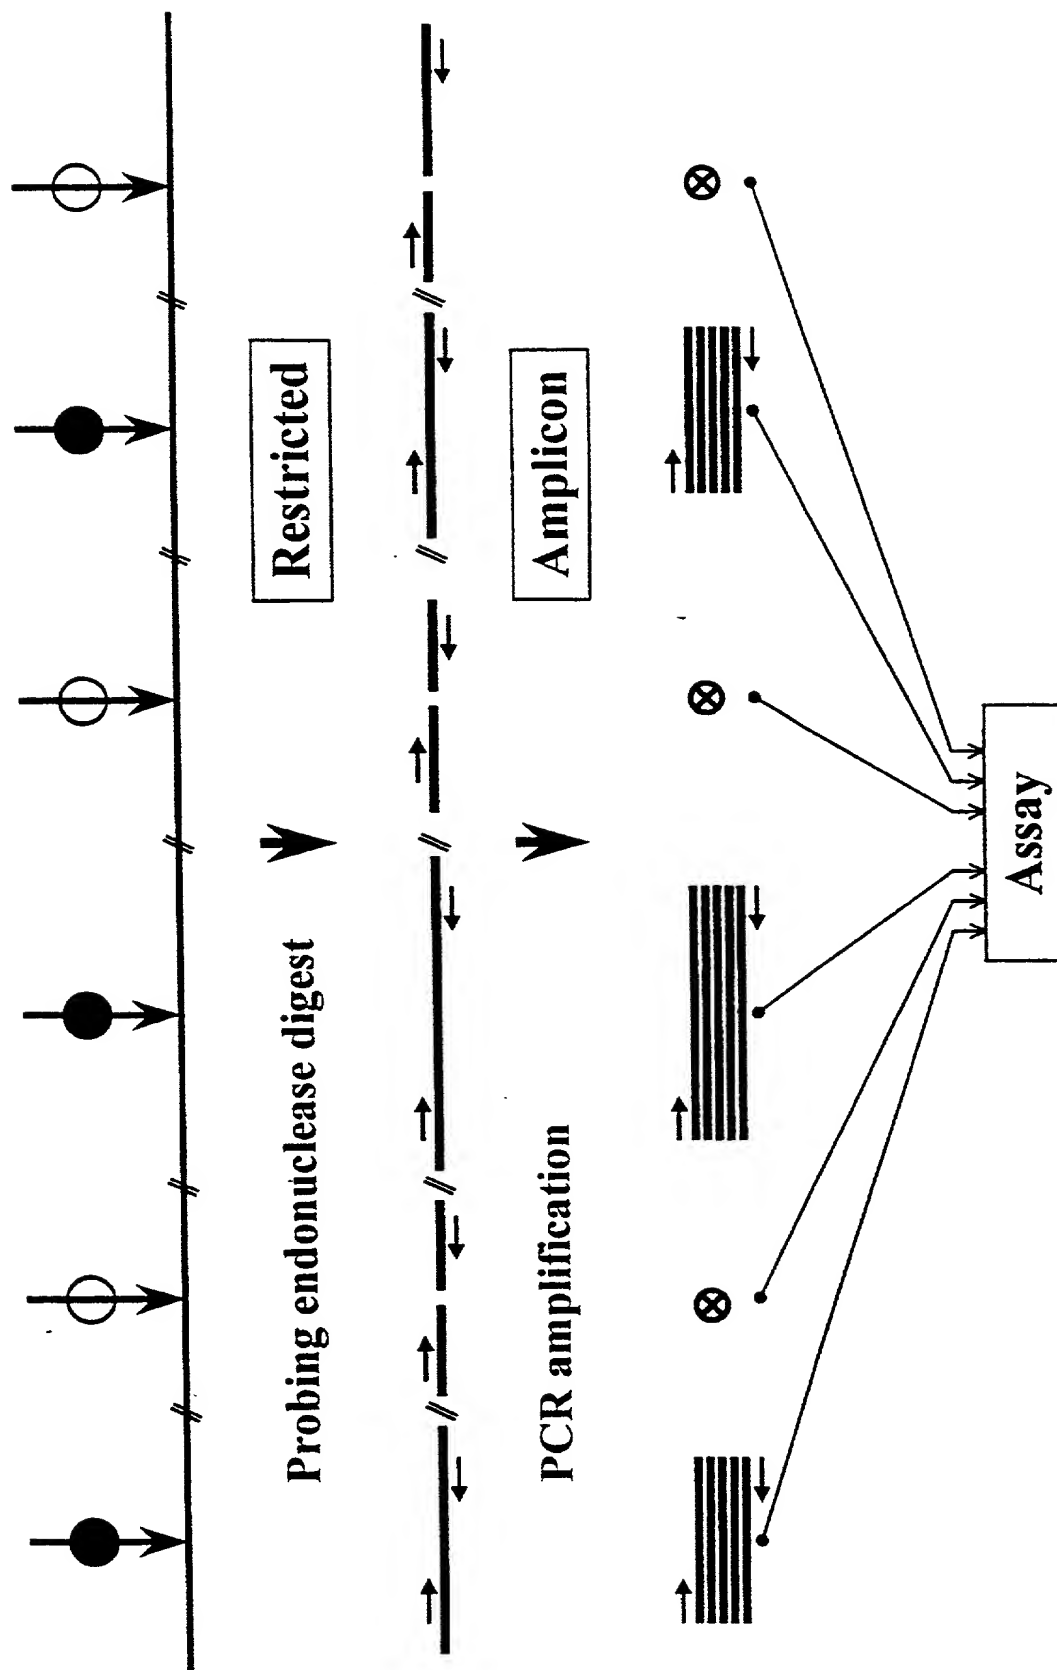 Probing endonuclease digest
Restricted
PCR amplification
Amplicon
Assay